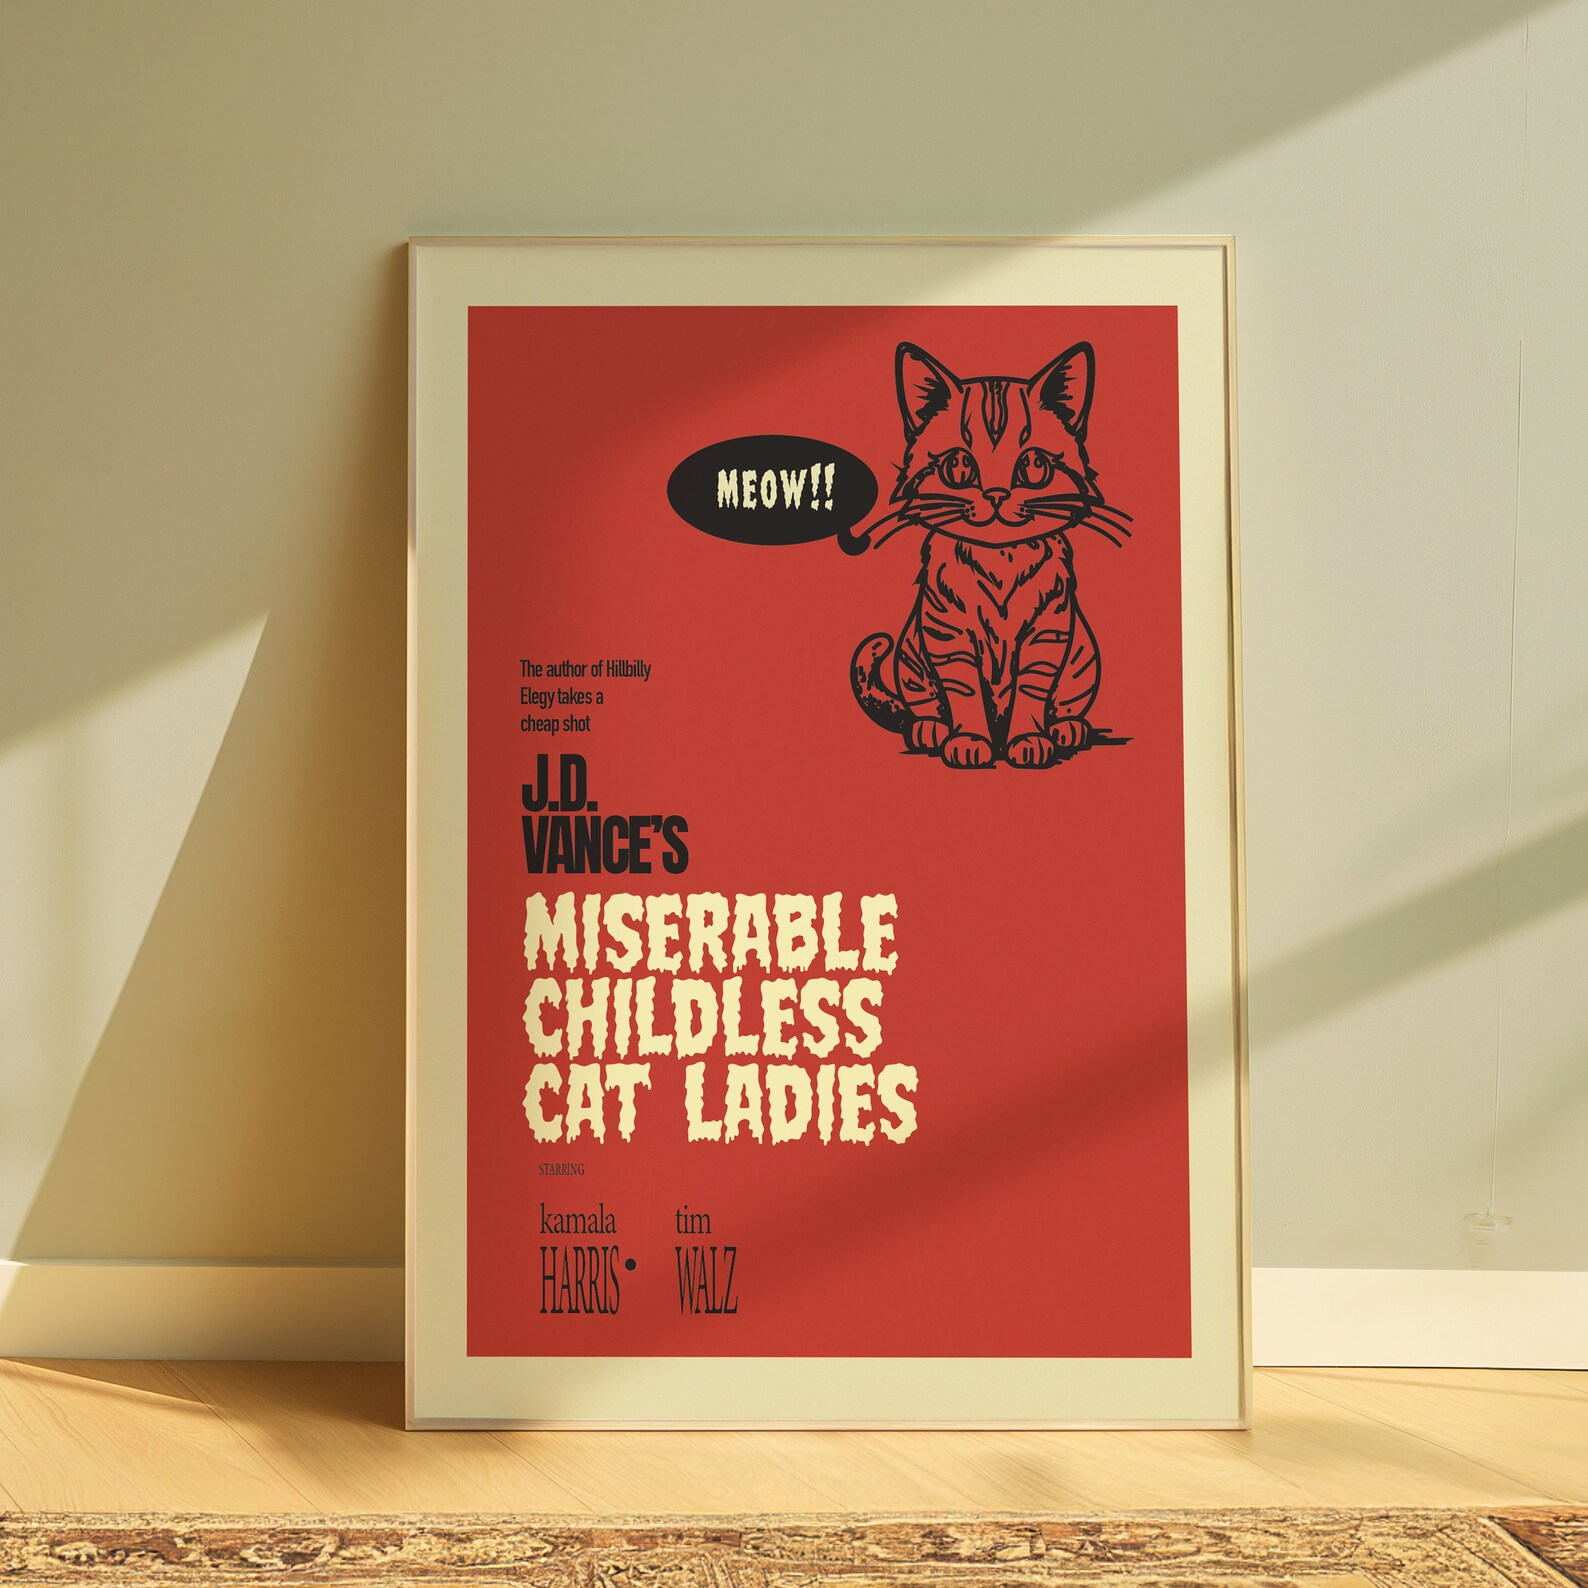 MEOW!!
The author of Hillbilly
Elegy takes a
cheap shot
J.D.
VANCE'S
MISERABLE
CHILDLESS
CAT LADIES
STARRING
kamala tim
HARRIS • WALZ